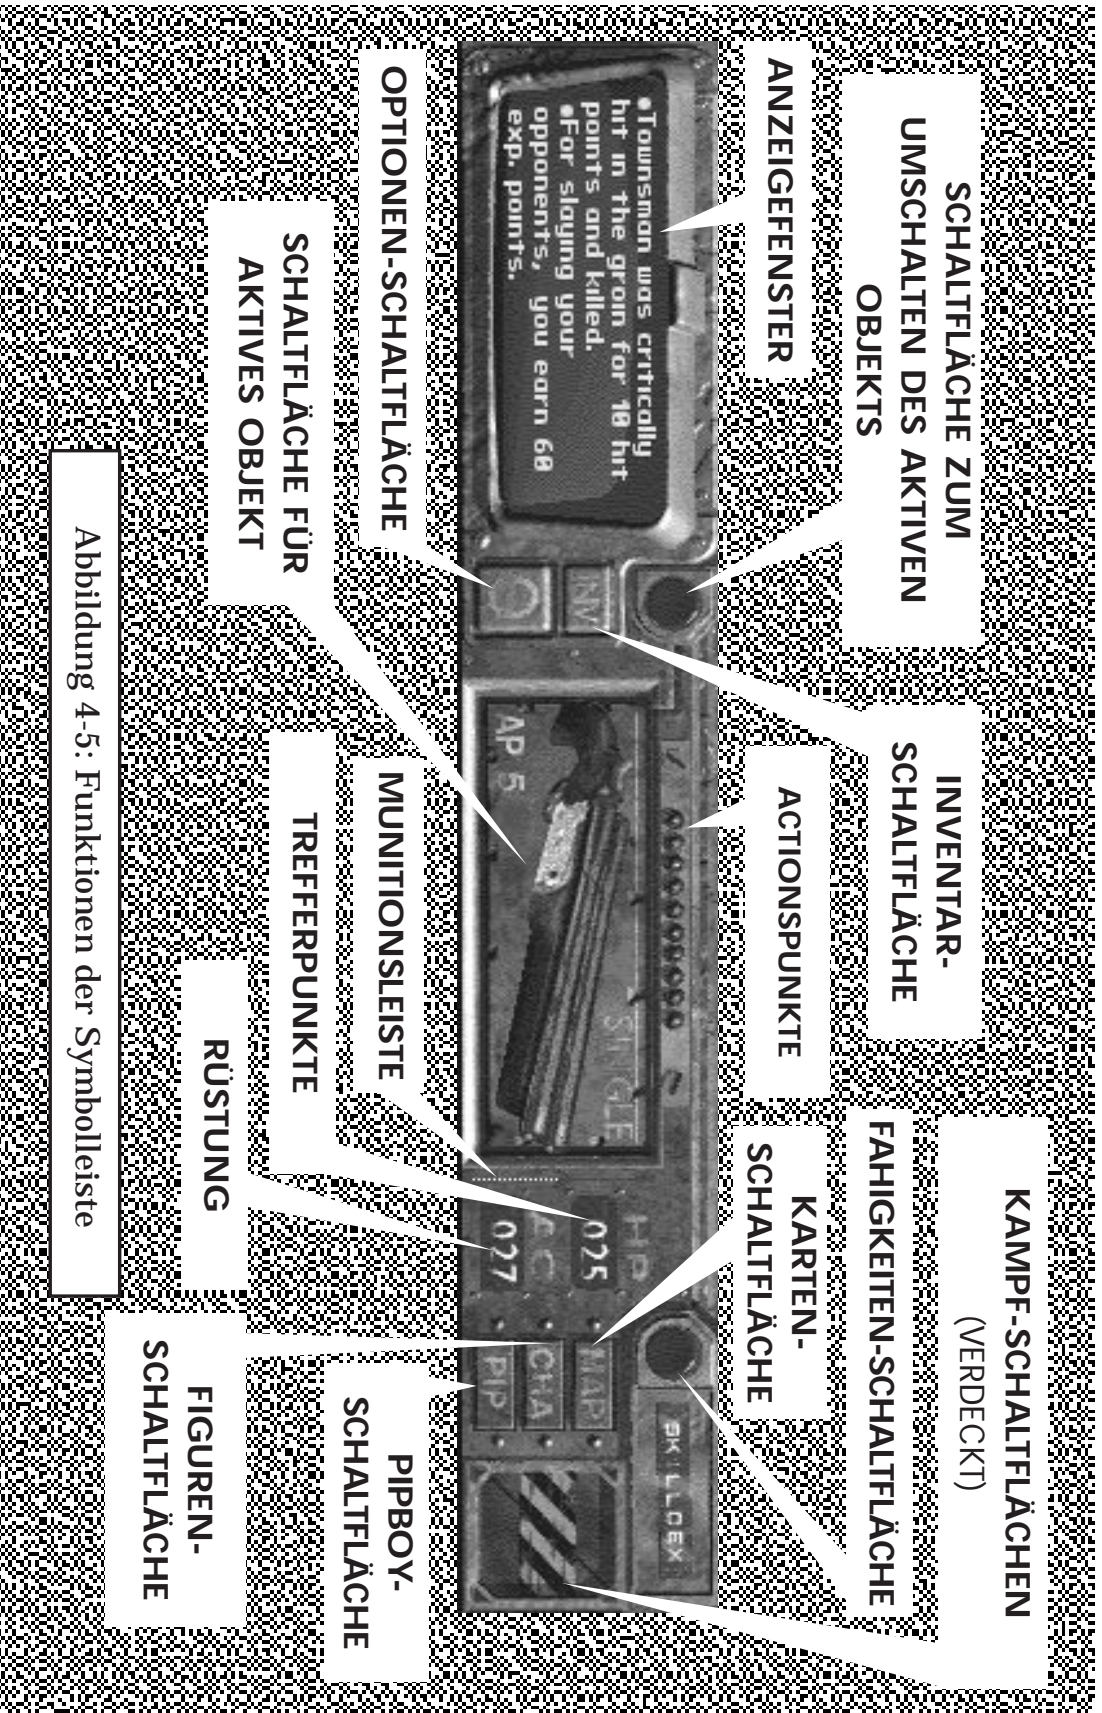 SCHALTFLÄCHE ZUM
UMSCHALTEN DES AKTIVEN
OBJEKTS
INVENTAR-
SCHALTFLÄCHE
KAMPF-SCHALTFLÄCHEN
(VERDECKT)
FAHIGKEITEN-SCHALTFLÄCHE
ANZEIGEFENSTER
ACTIONSPUNKTE
KARTEN-
SCHALTFLÄCHE
•Townsman was critically
hit in the groin for 10 hit
points and killed.
•For slaying your
opponents, you earn 60
exp. points.
INV
SINGLE
AP 5
HP
025
AC
027
MAP
CHA
PIP
SKILLDEX
OPTIONEN-SCHALTFLÄCHE
MUNITIONSLEISTE
PIPBOY-
SCHALTFLÄCHE
SCHALTFLÄCHE FÜR
AKTIVES OBJEKT
TREFFERPUNKTE
RÜSTUNG
FIGUREN-
SCHALTFLÄCHE
Abbildung 4-5: Funktionen der Symbolleiste